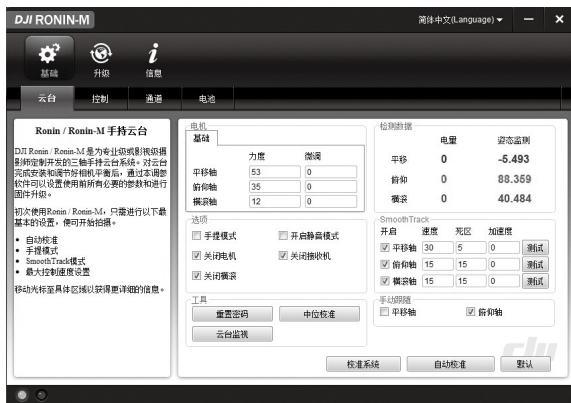 DJI RONIN-M
简体中文(Language)
基础
升级
信息
云台
控制
通道
电池
Ronin / Ronin-M 手持云台
DJI Ronin / Ronin-M 是为专业级或影视级摄
影师定制开发的三轴手持云台系统。对云台
完成安装和调节好相机平衡后，通过本调参
软件可以设置使用前所有必要的参数和进行
固件升级。
初次使用Ronin / Ronin-M，只需进行以下最
基本的设置，便可开始拍摄。
• 自动校准
• 手提模式
• SmoothTrack模式
• 最大控制速度设置
移动光标至具体区域以获得更详细的信息。
电机
基础
力度 微调
平移轴 53 0
俯仰轴 35 0
横滚轴 12 0
检测数据
电量 姿态监测
平移 0 -5.493
俯仰 0 88.359
横滚 0 40.484
选项
手提模式 开启静音模式
关闭电机 关闭接收机
关闭横滚
SmoothTrack
开启 速度 死区 加速度
平移轴 30 5 0 测试
俯仰轴 15 15 0 测试
横滚轴 15 15 0 测试
工具
重置密码 中位校准
云台监视
手动跟随
平移轴 俯仰轴
校准系统 自动校准 默认
dji